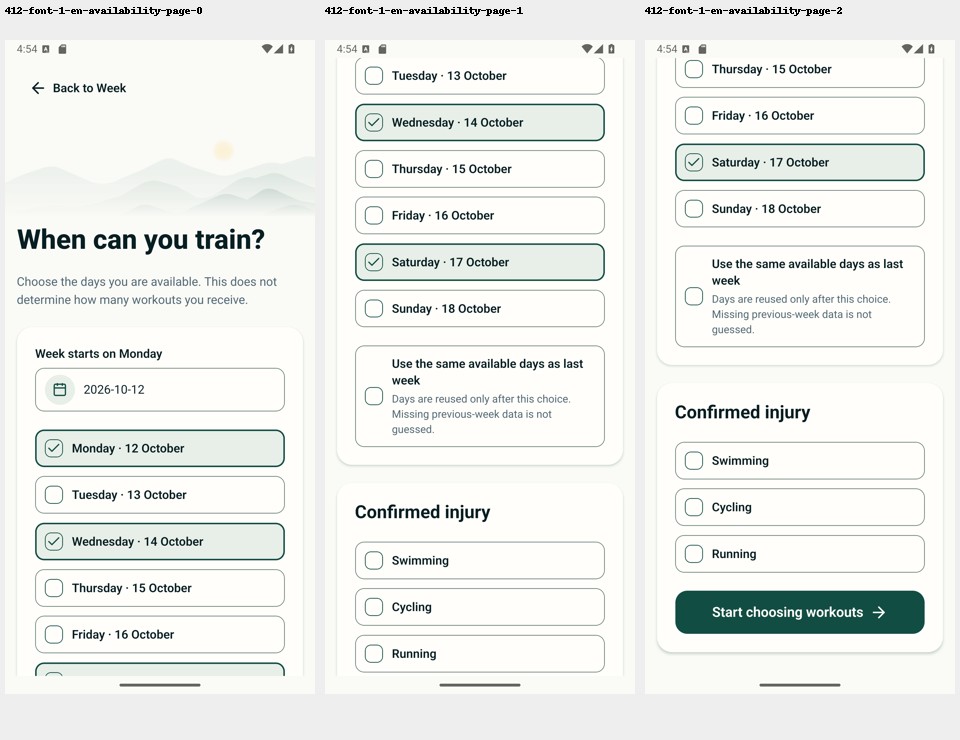 412-font-1-en-availability-page-0
4:54
Back to Week
When can you train?
Choose the days you are available. This does not
determine how many workouts you receive.
Week starts on Monday
2026-10-12
Monday · 12 October
Tuesday · 13 October
Wednesday · 14 October
Thursday · 15 October
Friday · 16 October
412-font-1-en-availability-page-1
4:54
Tuesday · 13 October
Wednesday · 14 October
Thursday · 15 October
Friday · 16 October
Saturday · 17 October
Sunday · 18 October
Use the same available days as last
week
Days are reused only after this choice.
Missing previous-week data is not
guessed.
Confirmed injury
Swimming
Cycling
Running
412-font-1-en-availability-page-2
4:54
Thursday · 15 October
Friday · 16 October
Saturday · 17 October
Sunday · 18 October
Use the same available days as last
week
Days are reused only after this choice.
Missing previous-week data is not
guessed.
Confirmed injury
Swimming
Cycling
Running
Start choosing workouts